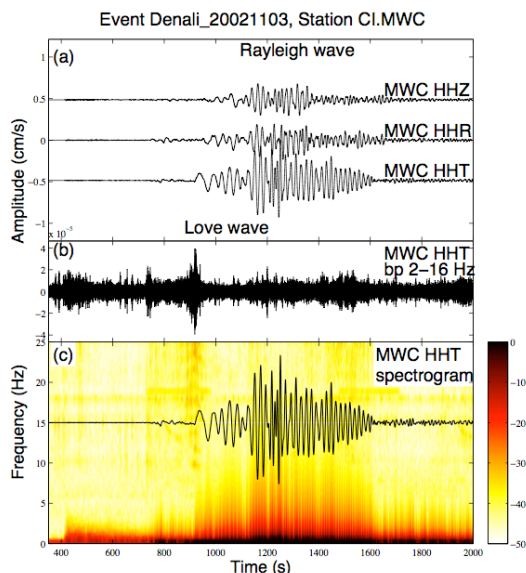 Event Denali_20021103, Station CI.MWC
Rayleigh wave
(a)
MWC HHZ
MWC HHR
MWC HHT
Amplitude (cm/s)
1
0.5
0
−0.5
−1
x 10⁻⁵
Love wave
(b)
MWC HHT
bp 2−16 Hz
4
2
0
−2
−4
(c)
MWC HHT
spectrogram
Frequency (Hz)
25
20
15
10
5
0
400 600 800 1000 1200 1400 1600 1800 2000
Time (s)
0
−10
−20
−30
−40
−50